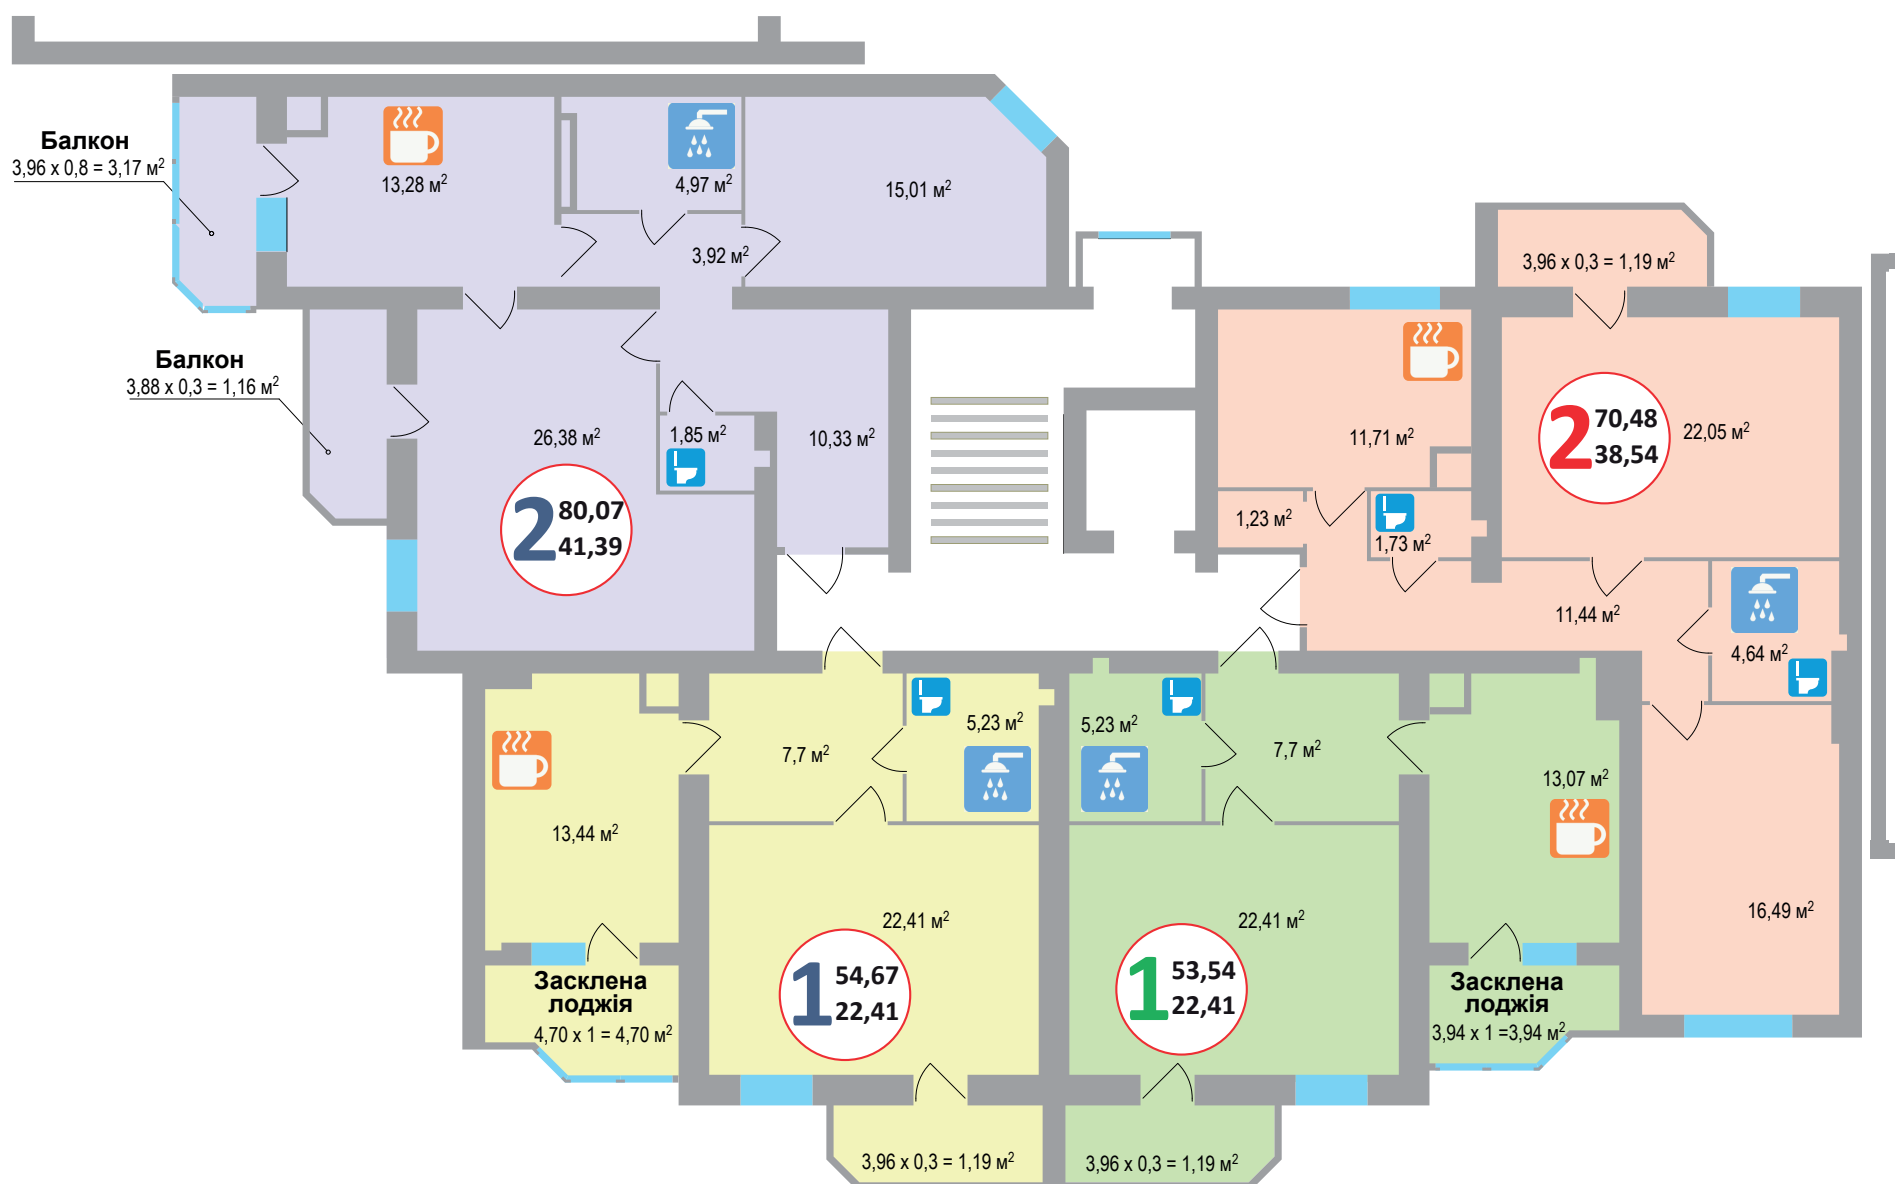 Балкон
3,96 x 0,8 = 3,17 м²
13,28 м²
4,97 м²
15,01 м²
3,92 м²
Балкон
3,88 x 0,3 = 1,16 м²
26,38 м²
1,85 м²
10,33 м²
2 80,07
41,39
3,96 x 0,3 = 1,19 м²
11,71 м²
2 70,48
38,54
22,05 м²
1,23 м²
1,73 м²
11,44 м²
4,64 м²
16,49 м²
5,23 м²
7,7 м²
13,44 м²
22,41 м²
1 54,67
22,41
Засклена
лоджія
4,70 x 1 = 4,70 м²
3,96 x 0,3 = 1,19 м²
5,23 м²
7,7 м²
13,07 м²
22,41 м²
1 53,54
22,41
Засклена
лоджія
3,94 x 1 =3,94 м²
3,96 x 0,3 = 1,19 м²